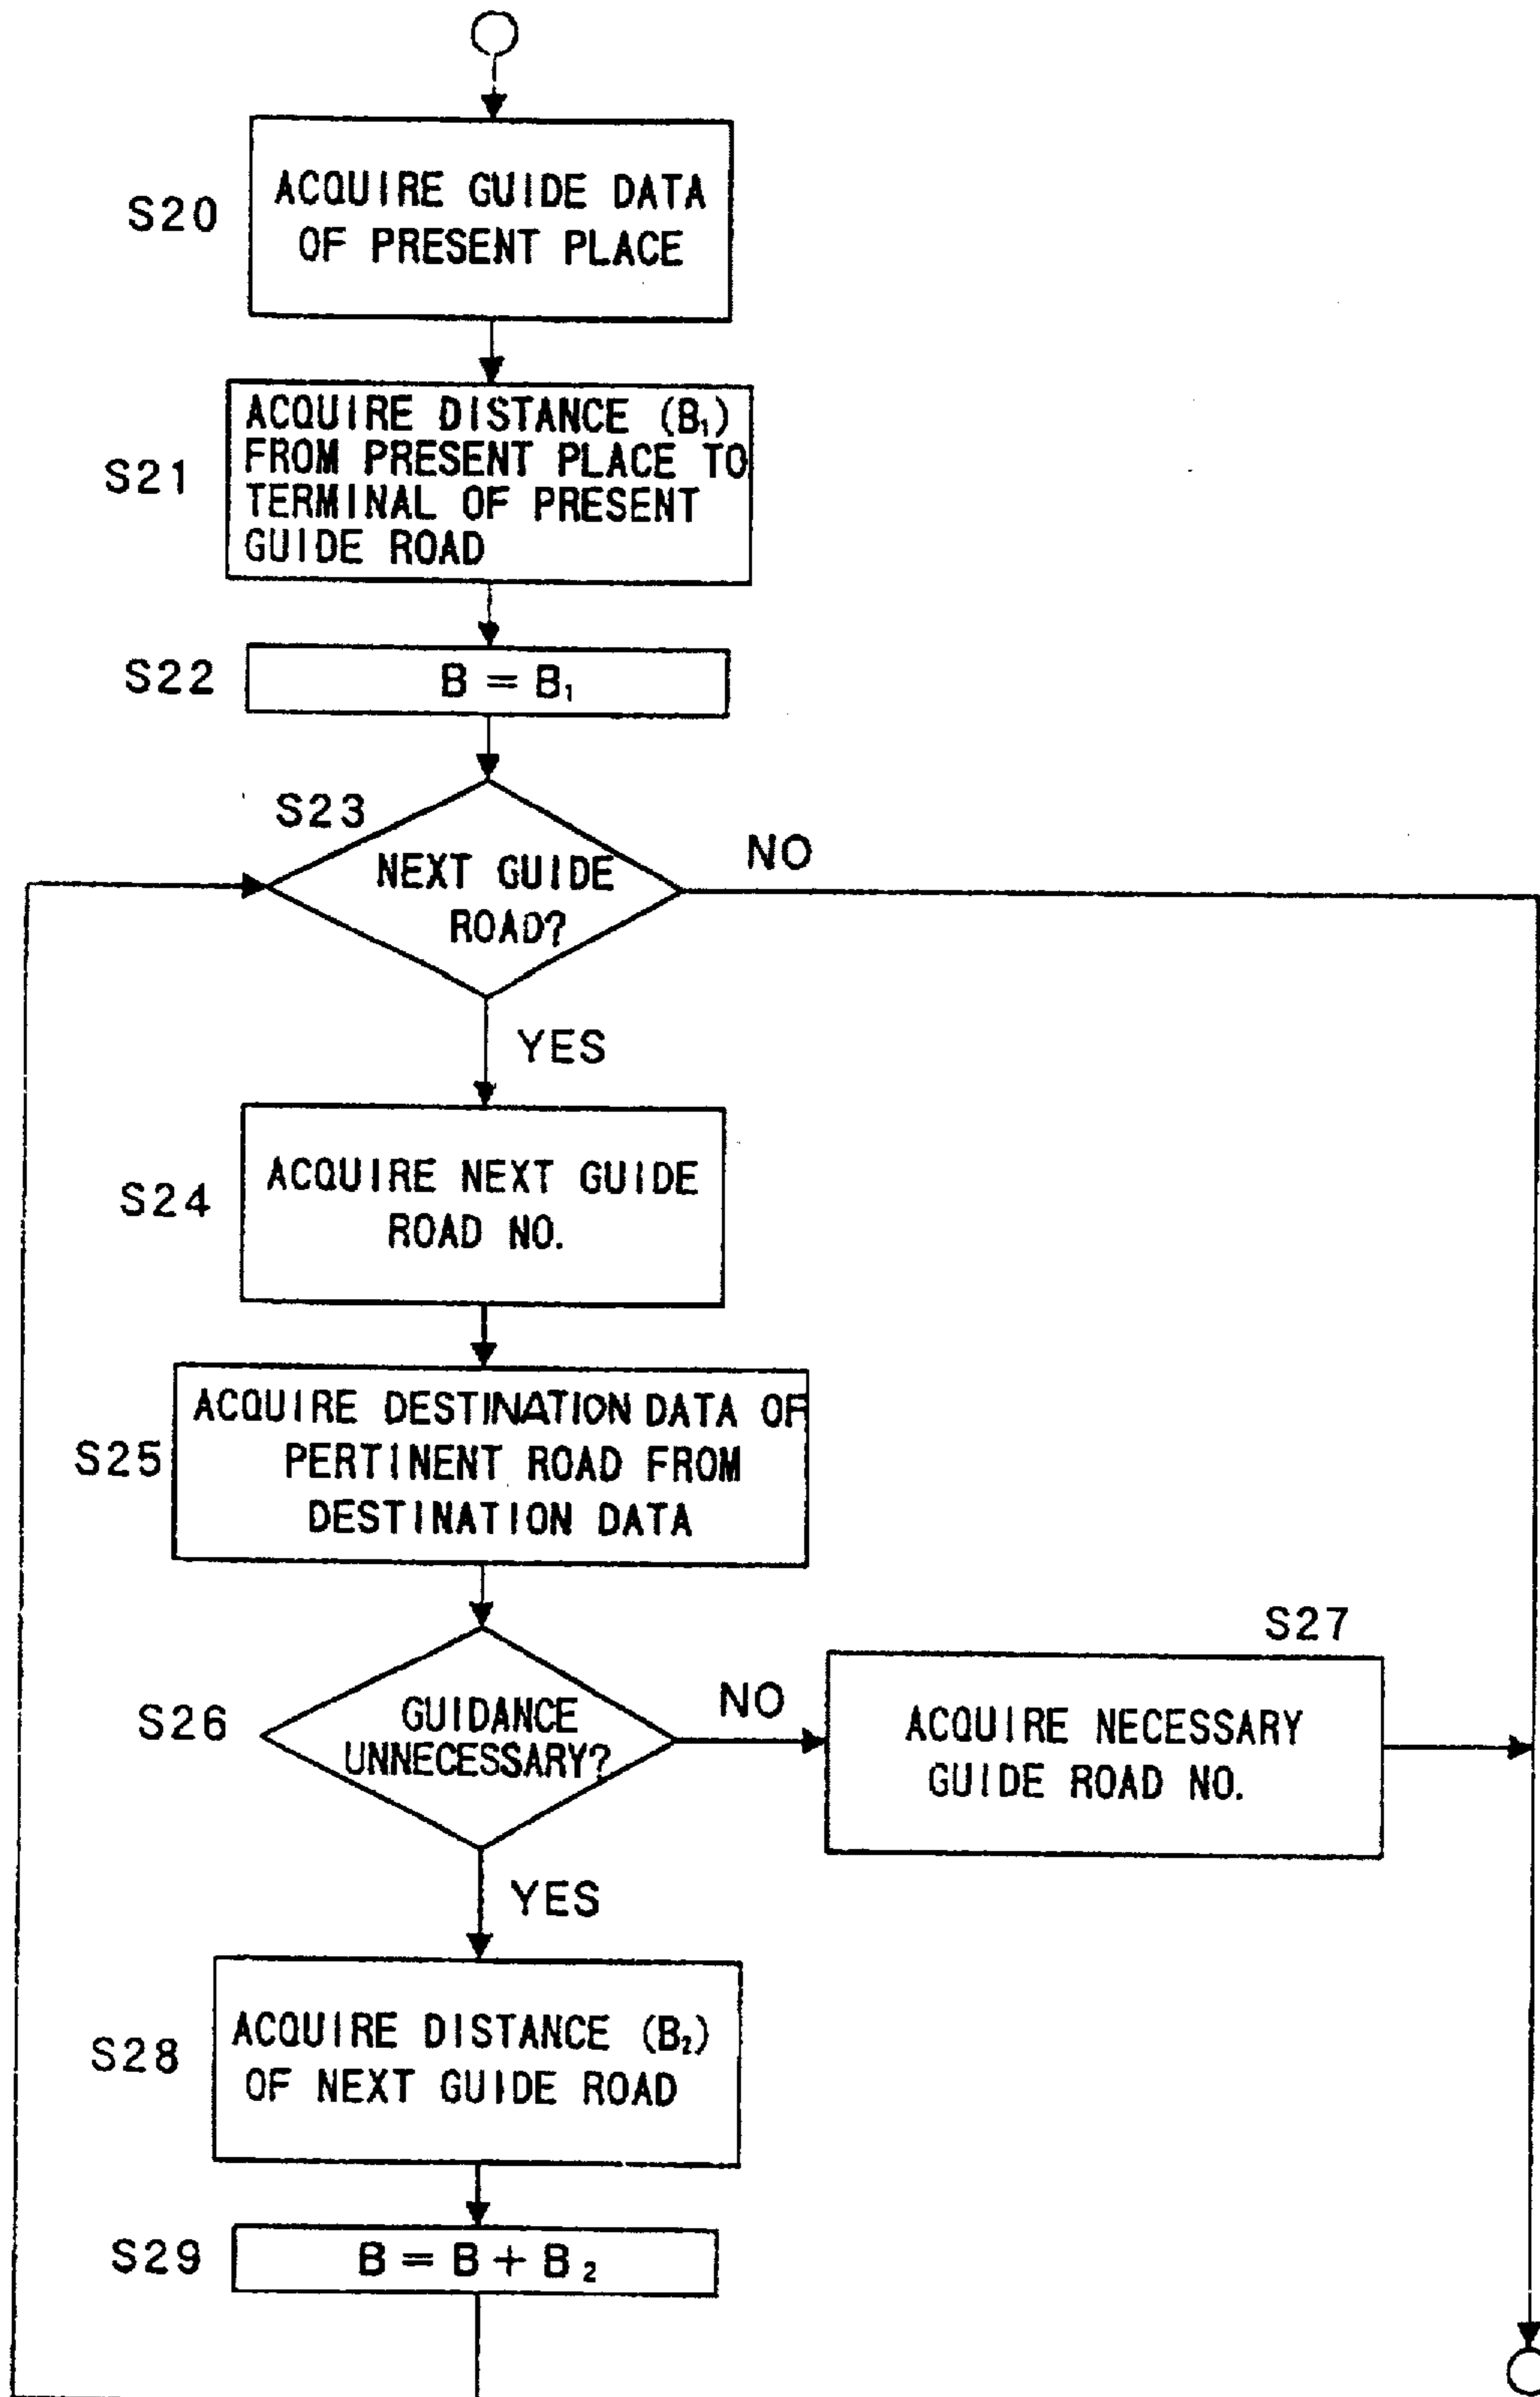 S20
ACQUIRE GUIDE DATA
OF PRESENT PLACE
S21
ACQUIRE DISTANCE (B₁)
FROM PRESENT PLACE TO
TERMINAL OF PRESENT
GUIDE ROAD
S22
B = B₁
S23
NEXT GUIDE
ROAD?
NO
YES
S24
ACQUIRE NEXT GUIDE
ROAD NO.
S25
ACQUIRE DESTINATION DATA OF
PERTINENT ROAD FROM
DESTINATION DATA
S26
GUIDANCE
UNNECESSARY?
NO
S27
ACQUIRE NECESSARY
GUIDE ROAD NO.
YES
S28
ACQUIRE DISTANCE (B₂)
OF NEXT GUIDE ROAD
S29
B = B + B₂